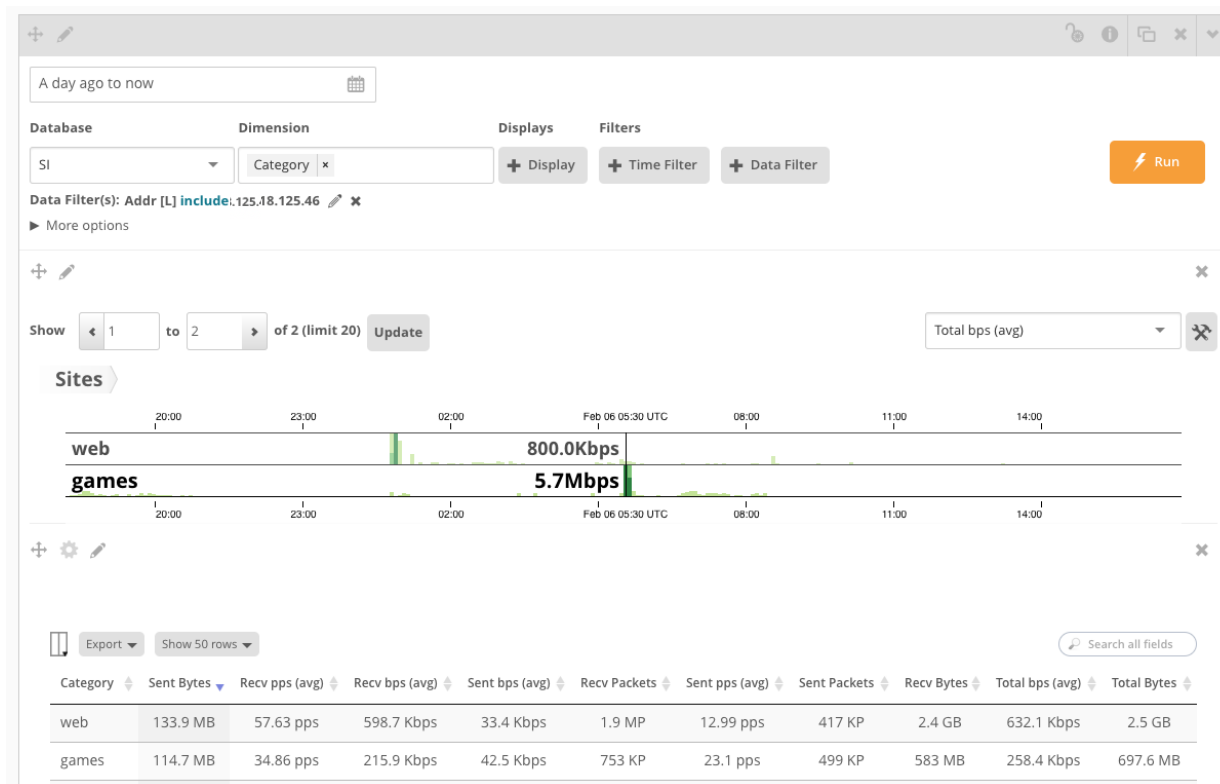 A day ago to now
Database Dimension Displays Filters
SI Category × + Display + Time Filter + Data Filter Run
Data Filter(s): Addr [L] include 18.125.46
▶ More options
Show 1 to 2 of 2 (limit 20) Update Total bps (avg)
Sites
20:00 23:00 02:00 Feb 06 05:30 UTC 08:00 11:00 14:00
web 800.0Kbps
games 5.7Mbps
20:00 23:00 02:00 Feb 06 05:30 UTC 08:00 11:00 14:00
Export Show 50 rows Search all fields
Category Sent Bytes Recv pps (avg) Recv bps (avg) Sent bps (avg) Recv Packets Sent pps (avg) Sent Packets Recv Bytes Total bps (avg) Total Bytes
web 133.9 MB 57.63 pps 598.7 Kbps 33.4 Kbps 1.9 MP 12.99 pps 417 KP 2.4 GB 632.1 Kbps 2.5 GB
games 114.7 MB 34.86 pps 215.9 Kbps 42.5 Kbps 753 KP 23.1 pps 499 KP 583 MB 258.4 Kbps 697.6 MB